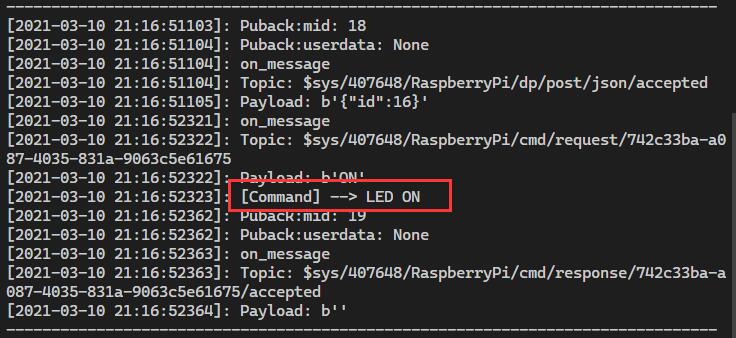 --------------------------------------------------------------------------------
[2021-03-10 21:16:51103]: Puback:mid: 18
[2021-03-10 21:16:51104]: Puback:userdata: None
[2021-03-10 21:16:51104]: on_message
[2021-03-10 21:16:51104]: Topic: $sys/407648/RaspberryPi/dp/post/json/accepted
[2021-03-10 21:16:51105]: Payload: b'{"id":16}'
[2021-03-10 21:16:52321]: on_message
[2021-03-10 21:16:52322]: Topic: $sys/407648/RaspberryPi/cmd/request/742c33ba-a0
87-4035-831a-9063c5e61675
[2021-03-10 21:16:52322]: Payload: b'ON'
[2021-03-10 21:16:52323]: [Command] --> LED ON
[2021-03-10 21:16:52362]: Puback:mid: 19
[2021-03-10 21:16:52362]: Puback:userdata: None
[2021-03-10 21:16:52363]: on_message
[2021-03-10 21:16:52363]: Topic: $sys/407648/RaspberryPi/cmd/response/742c33ba-a
087-4035-831a-9063c5e61675/accepted
[2021-03-10 21:16:52364]: Payload: b''
--------------------------------------------------------------------------------